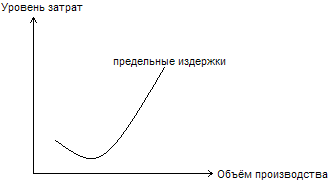 Уровень затрат
предельные издержки
Объём производства